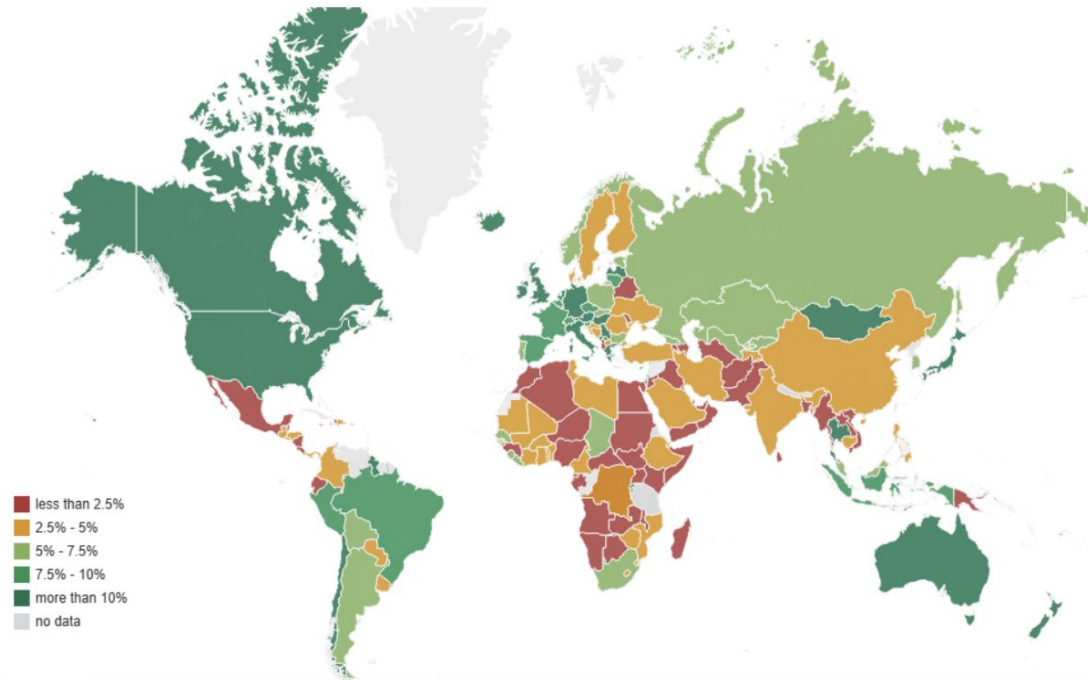 less than 2.5%
2.5% - 5%
5% - 7.5%
7.5% - 10%
more than 10%
no data